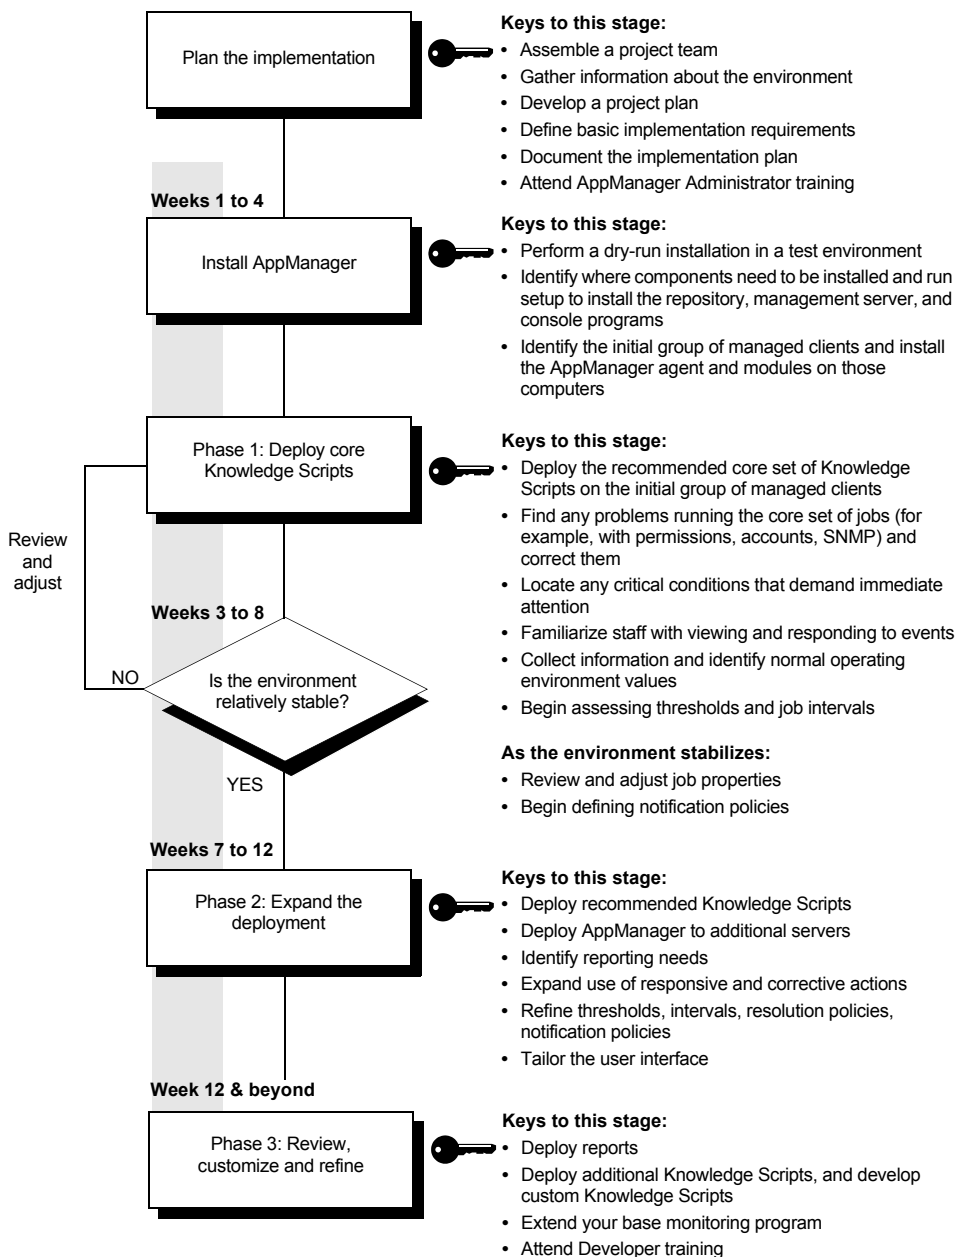 Plan the implementation
Keys to this stage:
• Assemble a project team
• Gather information about the environment
• Develop a project plan
• Define basic implementation requirements
• Document the implementation plan
• Attend AppManager Administrator training
Weeks 1 to 4
Install AppManager
Keys to this stage:
• Perform a dry-run installation in a test environment
• Identify where components need to be installed and run
setup to install the repository, management server, and
console programs
• Identify the initial group of managed clients and install
the AppManager agent and modules on those
computers
Phase 1: Deploy core
Knowledge Scripts
Keys to this stage:
• Deploy the recommended core set of Knowledge
Scripts on the initial group of managed clients
• Find any problems running the core set of jobs (for
example, with permissions, accounts, SNMP) and
correct them
• Locate any critical conditions that demand immediate
attention
• Familiarize staff with viewing and responding to events
• Collect information and identify normal operating
environment values
• Begin assessing thresholds and job intervals
Review
and
adjust
Weeks 3 to 8
NO
Is the environment
relatively stable?
YES
As the environment stabilizes:
• Review and adjust job properties
• Begin defining notification policies
Weeks 7 to 12
Phase 2: Expand the
deployment
Keys to this stage:
• Deploy recommended Knowledge Scripts
• Deploy AppManager to additional servers
• Identify reporting needs
• Expand use of responsive and corrective actions
• Refine thresholds, intervals, resolution policies,
notification policies
• Tailor the user interface
Week 12 & beyond
Phase 3: Review,
customize and refine
Keys to this stage:
• Deploy reports
• Deploy additional Knowledge Scripts, and develop
custom Knowledge Scripts
• Extend your base monitoring program
• Attend Developer training